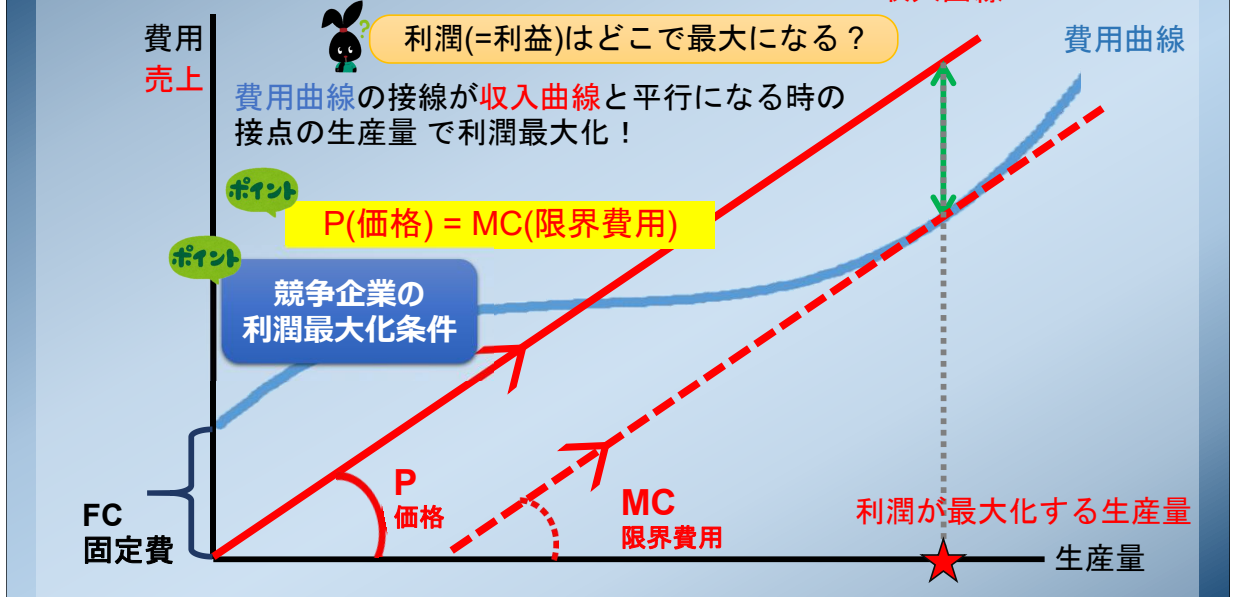 収入曲線
費用
売上
利潤(=利益)はどこで最大になる？
費用曲線
費用曲線の接線が収入曲線と平行になる時の
接点の生産量 で利潤最大化！
ポイント
P(価格) = MC(限界費用)
ポイント
競争企業の
利潤最大化条件
P
価格
MC
限界費用
FC
固定費
利潤が最大化する生産量
生産量